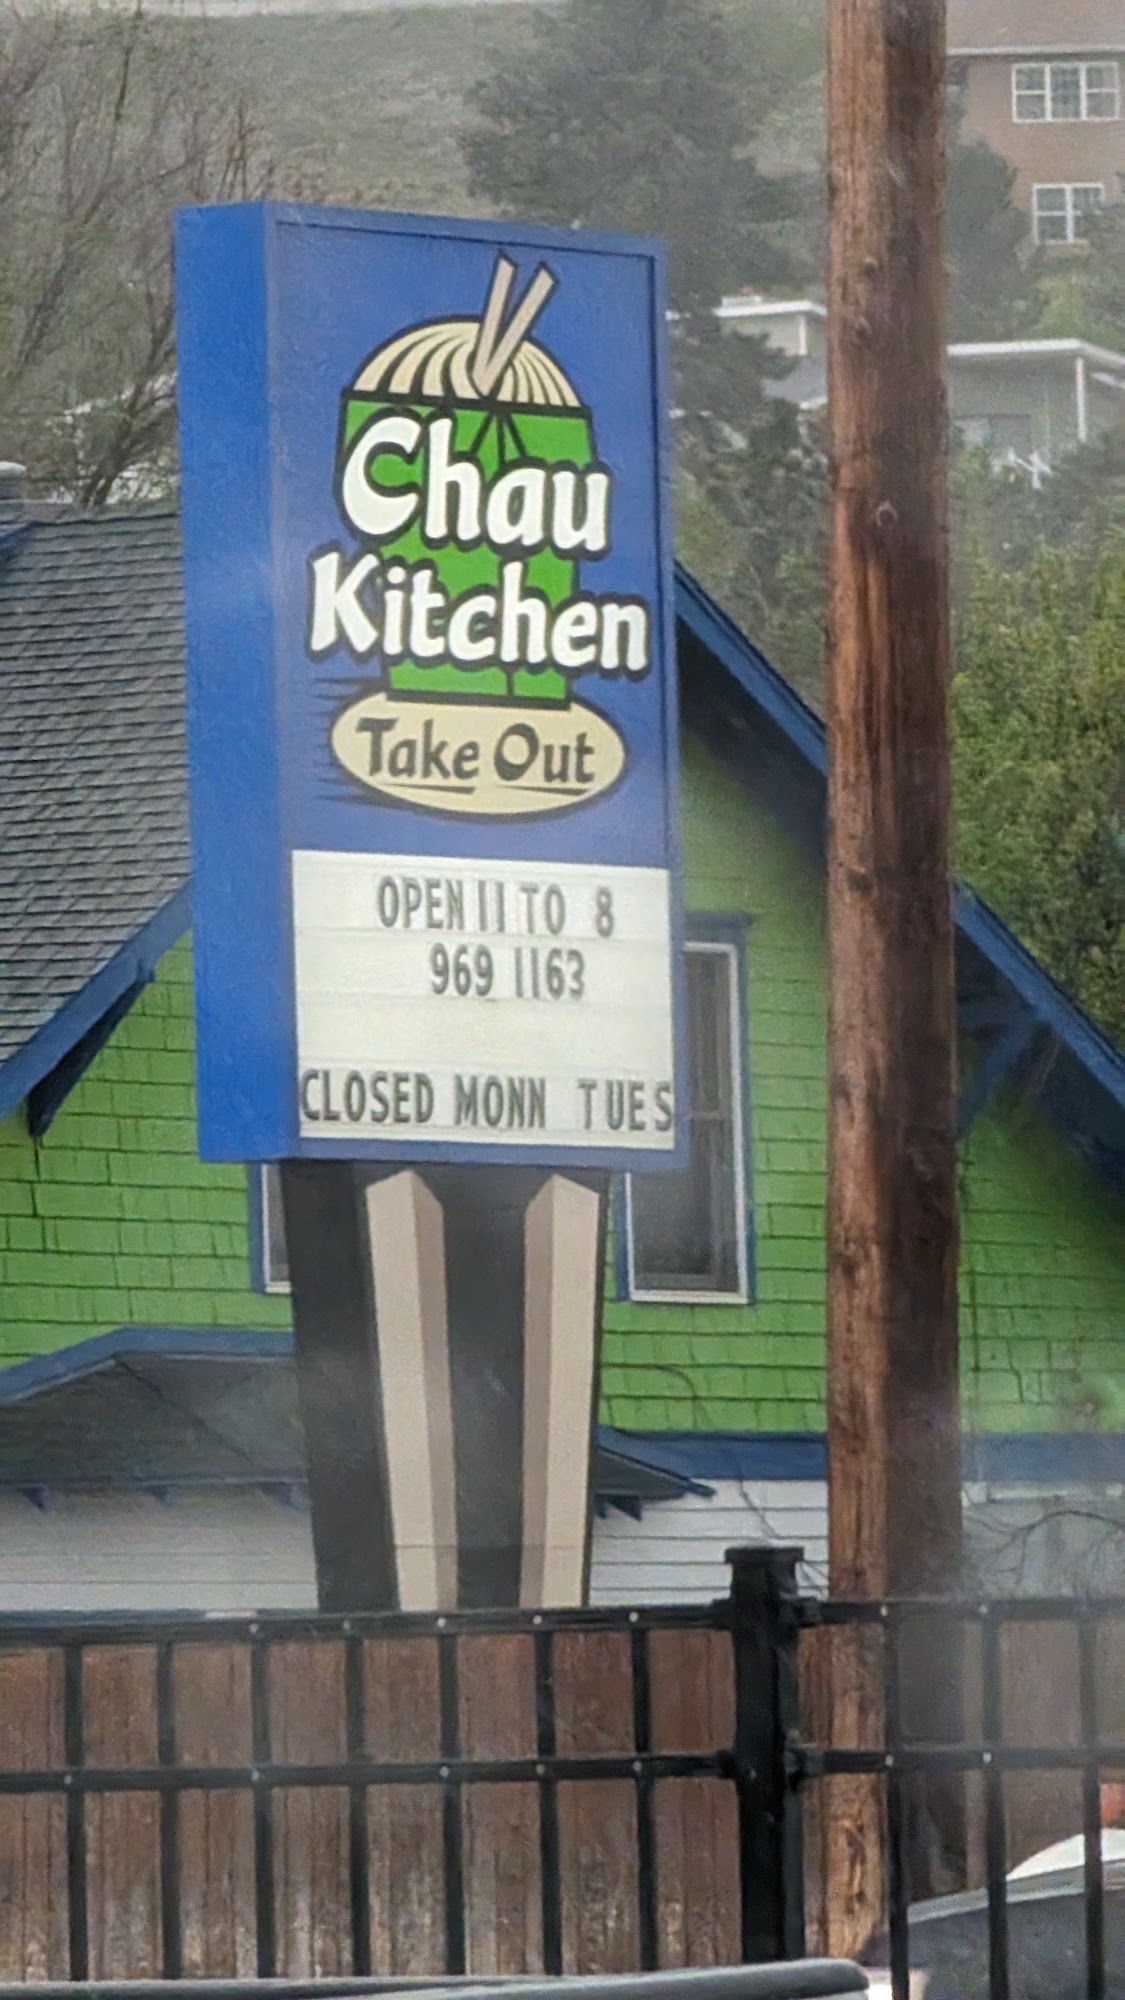 Chau
Kitchen
Take Out
OPEN 11 TO 8
969 1163
CLOSED MONN TUES